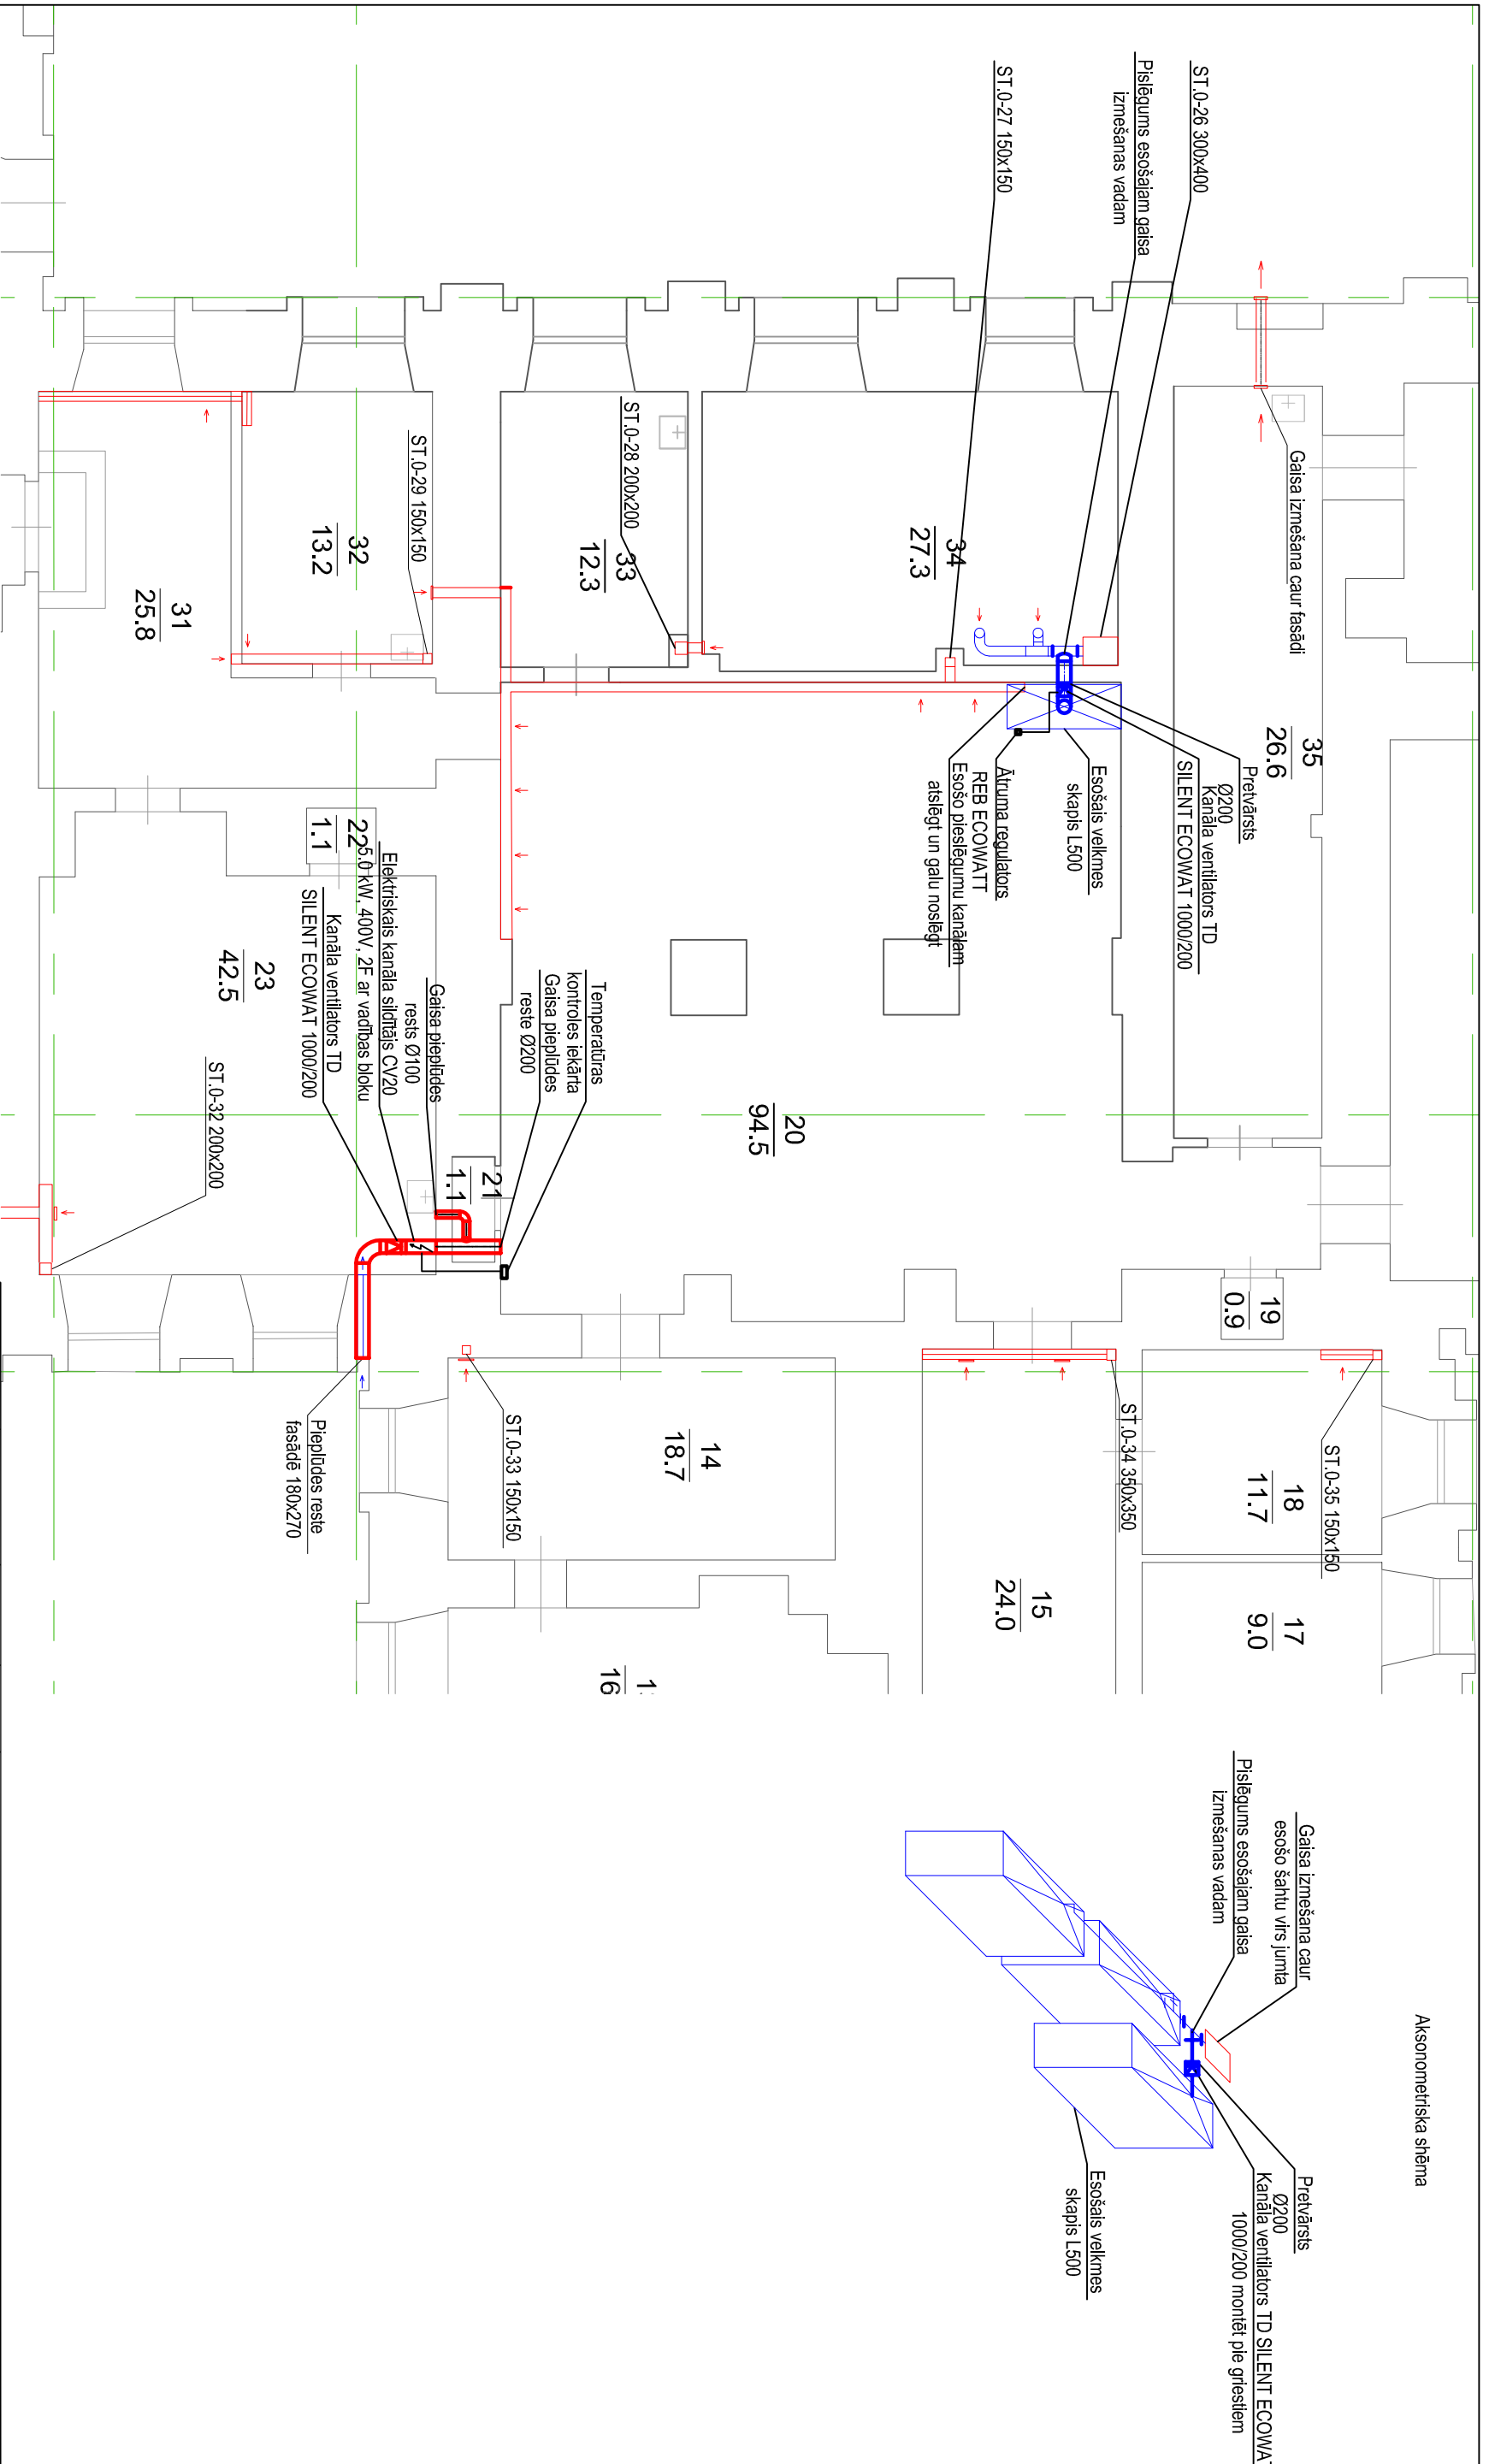 Aksonometriska shēma
ST.0-26 300x400
Pislēgums esošajam gaisa
izmešanas vadam
ST.0-27 150x150
Gaisa izmešana caur fasādi
35
26.6
Pretvārsts
Ø200
Kanāla ventilators TD
SILENT ECOWAT 1000/200
Esošais velkmes
skapis L500
Ātruma regulators
REB ECOWATT
Esošo pieslēgumu kanālam
atslēgt un galu noslēgt
34
27.3
ST.0-28 200x200
33
12.3
ST.0-29 150x150
32
13.2
31
25.8
19
0.9
20
94.5
Temperatūras
kontroles iekārta
Gaisa pieplūdes
reste Ø200
Gaisa pieplūdes
rests Ø100
Elektriskais kanāla sildītājs CV20
5.0 kW, 400V, 2F ar vadības bloku
Kanāla ventilators TD
SILENT ECOWAT 1000/200
22
1.1
21
1.1
23
42.5
ST.0-32 200x200
ST.0-35 150x150
18
11.7
17
9.0
ST.0-34 350x350
15
24.0
14
18.7
ST.0-33 150x150
16
Pieplūdes reste
fasādē 180x270
Gaisa izmešana caur
esošo šahtu virs jumta
Pislēgums esošajam gaisa
izmešanas vadam
Pretvārsts
Ø200
Kanāla ventilators TD SILENT ECOWAT
1000/200 montēt pie griestiem
Esošais velkmes
skapis L500